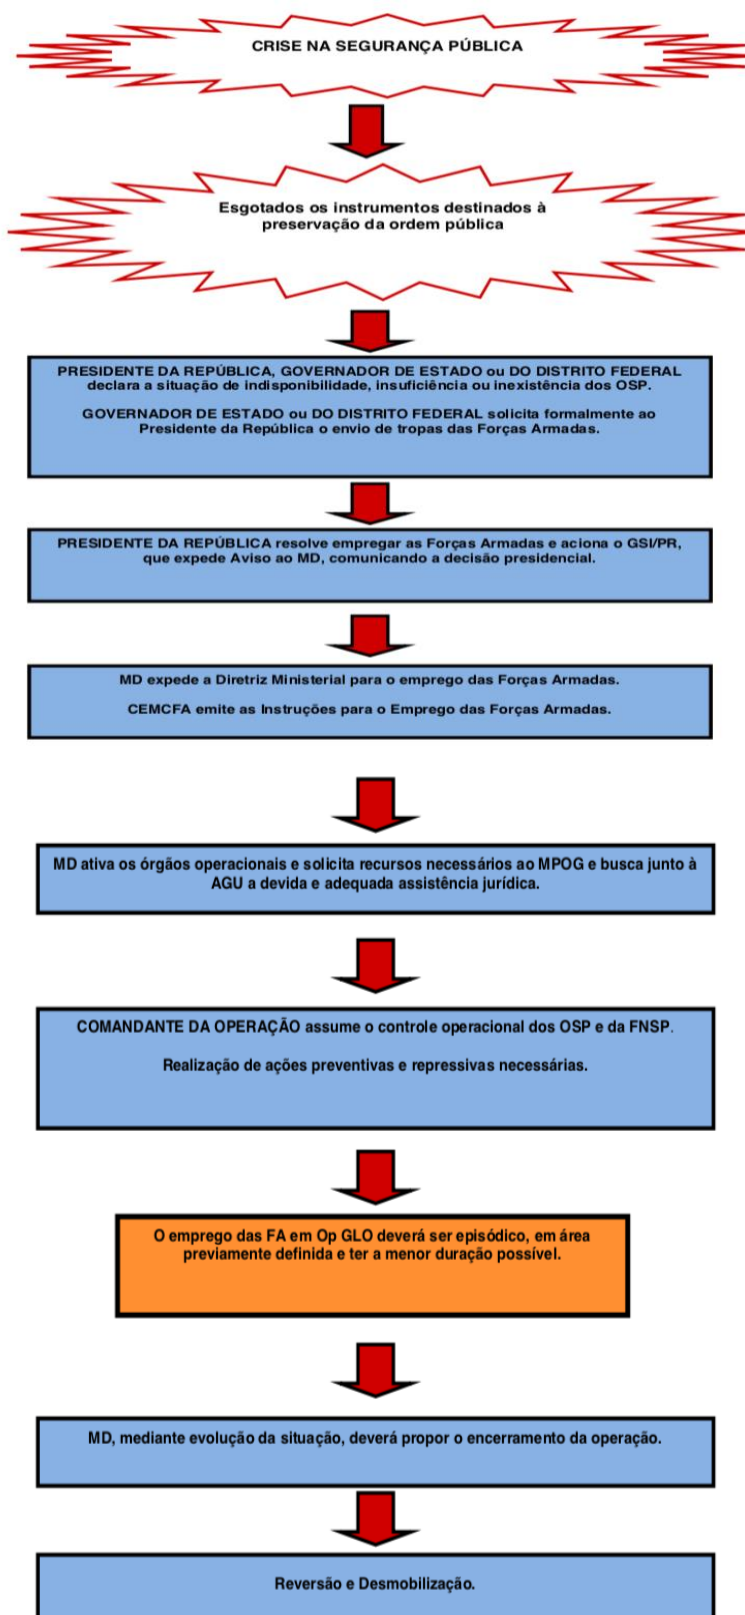 CRISE NA SEGURANÇA PÚBLICA
Esgotados os instrumentos destinados à
preservação da ordem pública
PRESIDENTE DA REPÚBLICA, GOVERNADOR DE ESTADO ou DO DISTRITO FEDERAL
declara a situação de indisponibilidade, insuficiência ou inexistência dos OSP.
GOVERNADOR DE ESTADO ou DO DISTRITO FEDERAL solicita formalmente ao
Presidente da República o envio de tropas das Forças Armadas.
PRESIDENTE DA REPÚBLICA resolve empregar as Forças Armadas e aciona o GSI/PR,
que expede Aviso ao MD, comunicando a decisão presidencial.
MD expede a Diretriz Ministerial para o emprego das Forças Armadas.
CEMCFA emite as Instruções para o Emprego das Forças Armadas.
MD ativa os órgãos operacionais e solicita recursos necessários ao MPOG e busca junto à
AGU a devida e adequada assistência jurídica.
COMANDANTE DA OPERAÇÃO assume o controle operacional dos OSP e da FNSP.
Realização de ações preventivas e repressivas necessárias.
O emprego das FA em Op GLO deverá ser episódico, em área
previamente definida e ter a menor duração possível.
MD, mediante evolução da situação, deverá propor o encerramento da operação.
Reversão e Desmobilização.